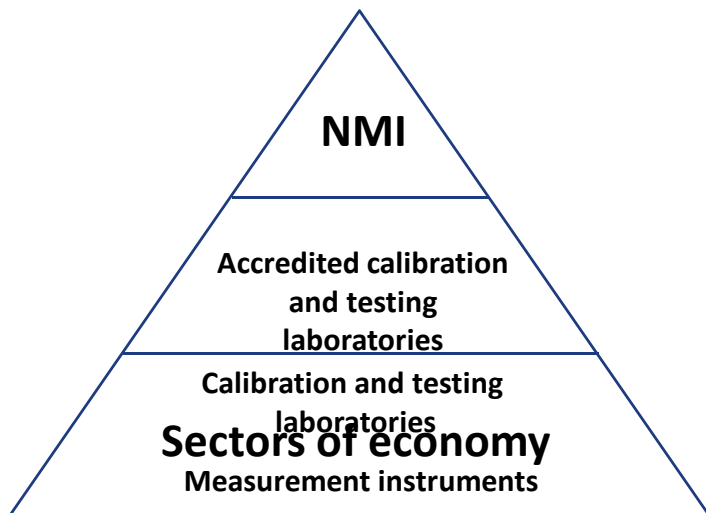 NMI
Accredited calibration
and testing
laboratories
Calibration and testing
laboratories
Sectors of economy
Measurement instruments